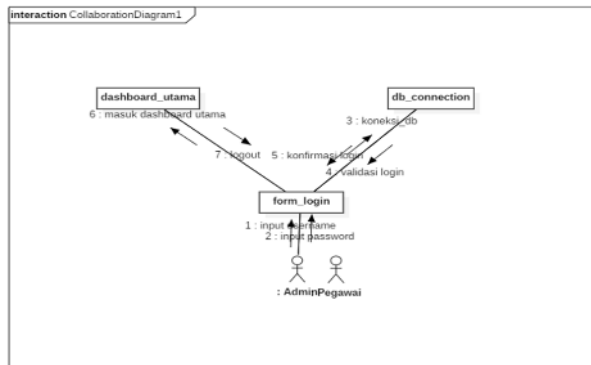 interaction CollaborationDiagram1
dashboard_utama
db_connection
6 : masuk dashboard utama
3 : koneksi_db
7 : logout
5 : konfirmasi login
4 : validasi login
form_login
1 : input username
2 : input password
: Admin
: Pegawai